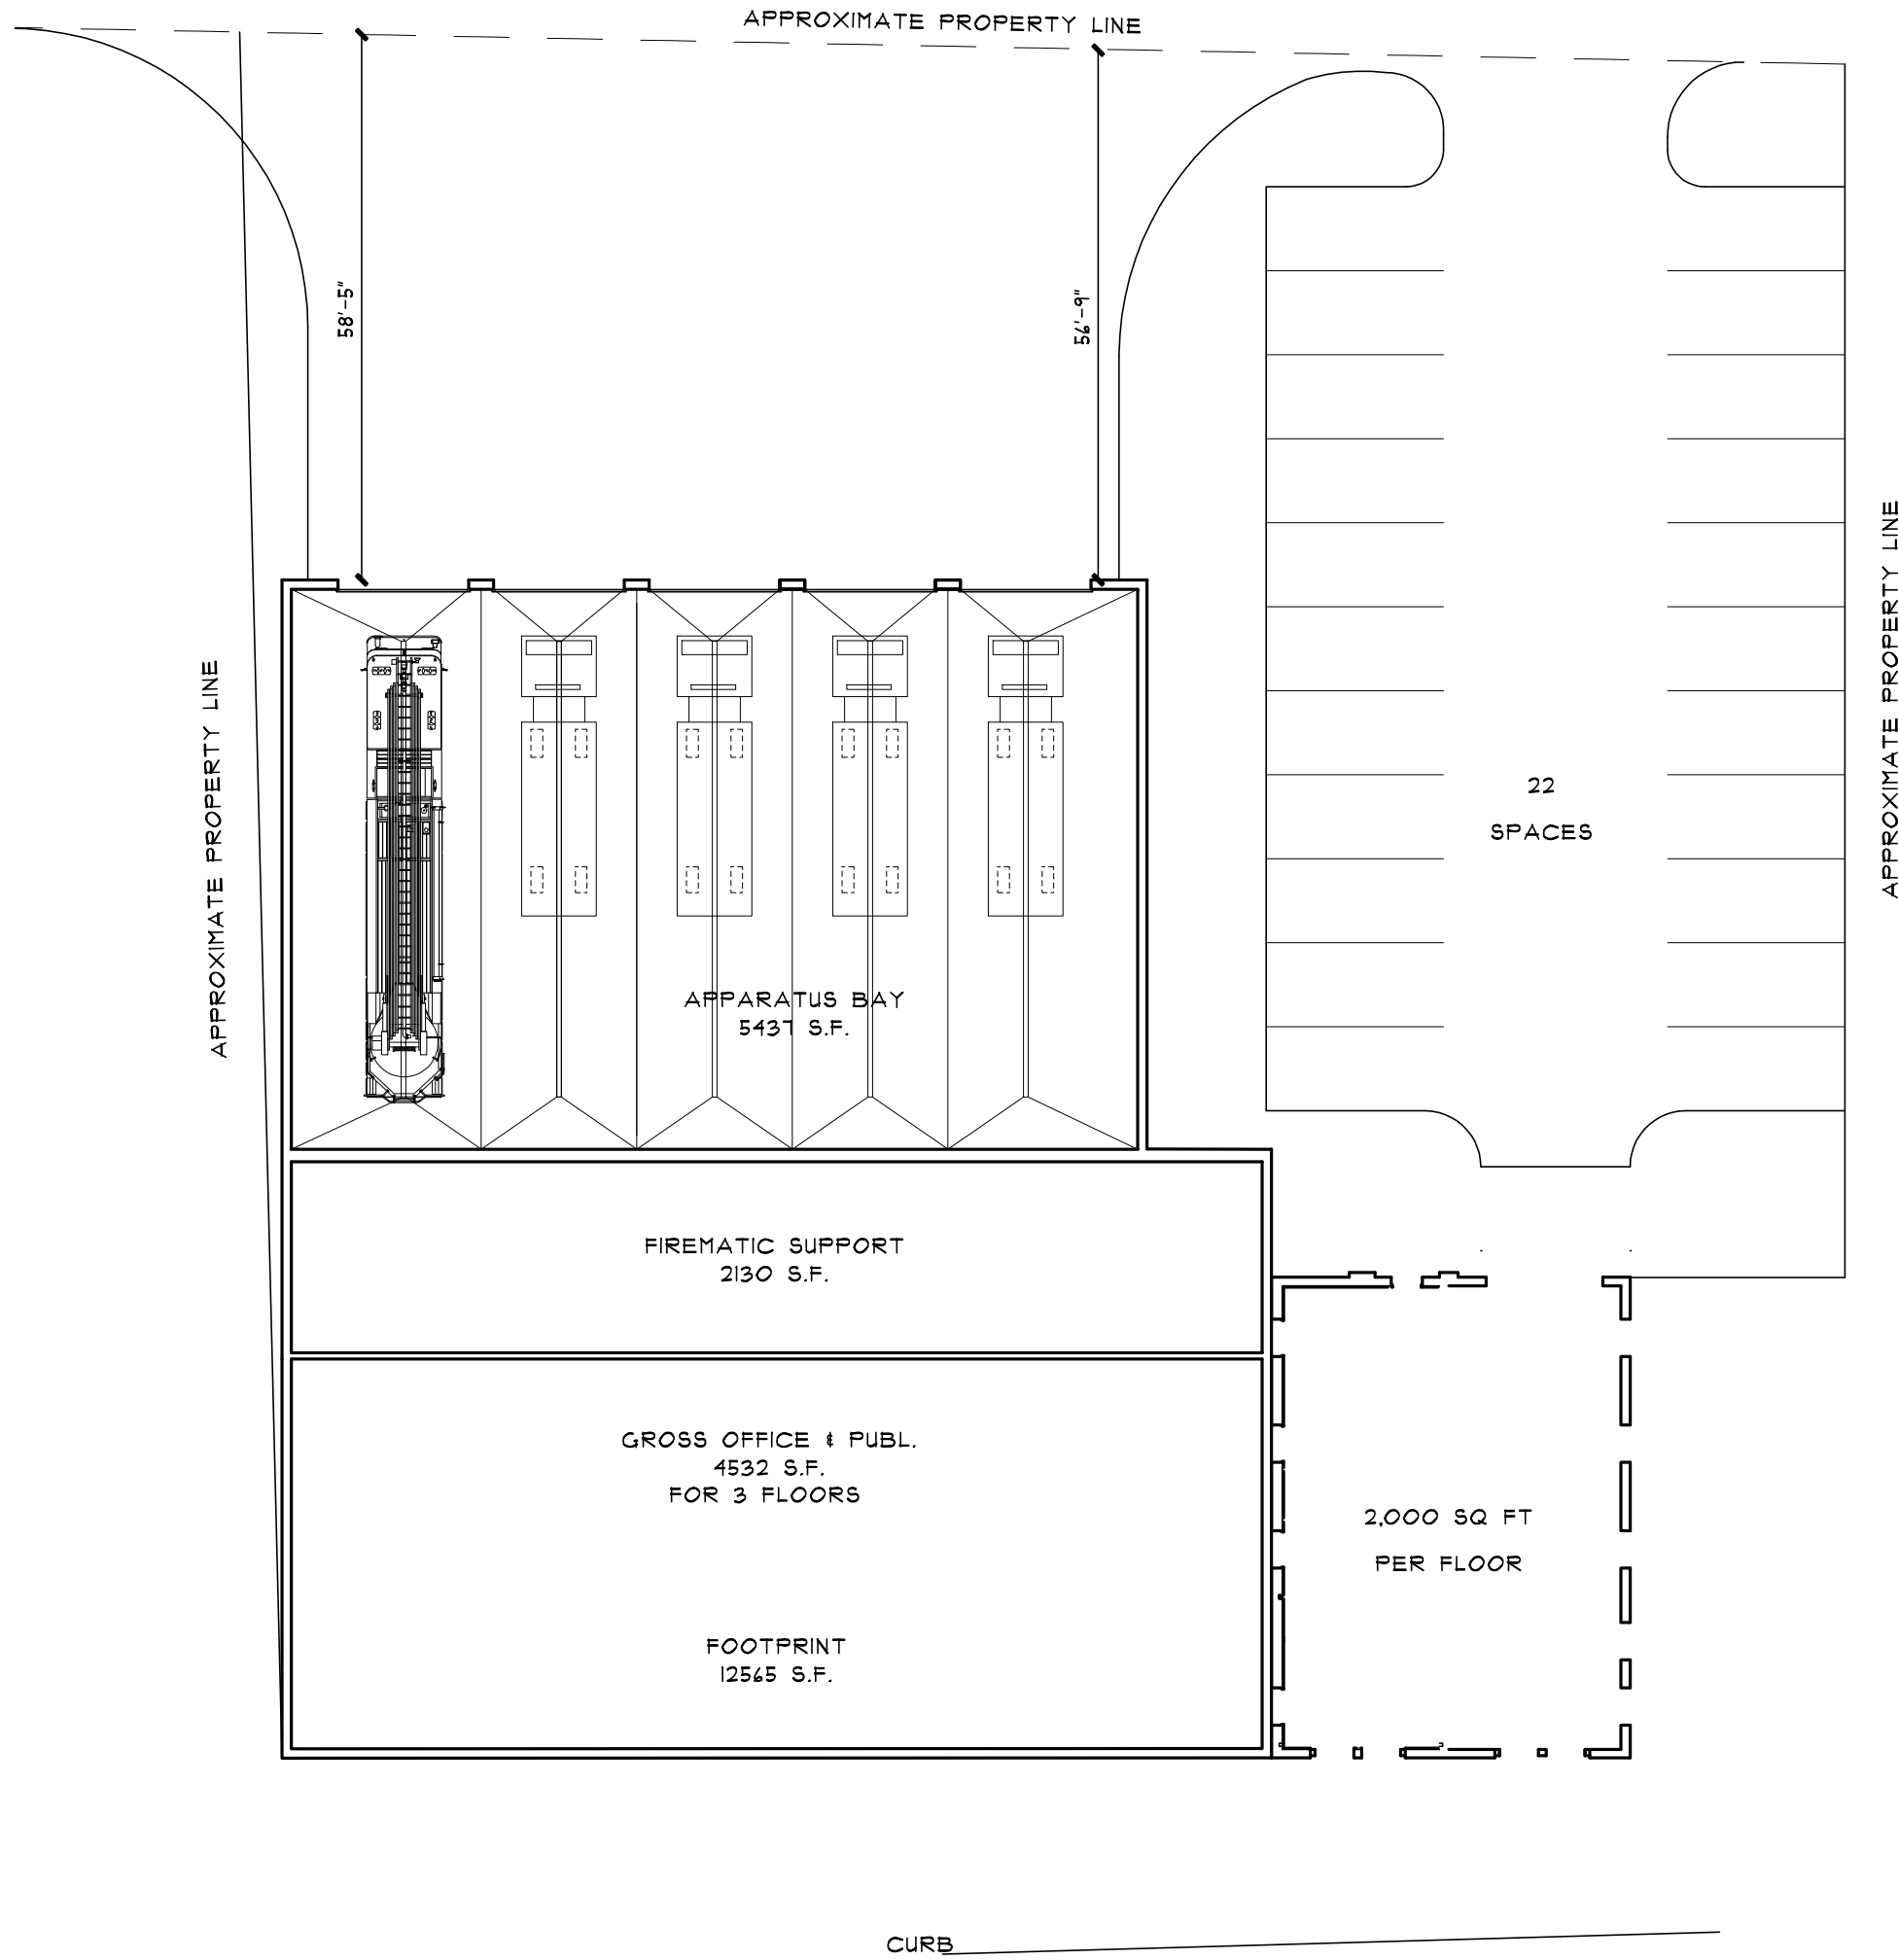 APPROXIMATE PROPERTY LINE
58'-5"
56'-9"
APPROXIMATE PROPERTY LINE
APPROXIMATE PROPERTY LINE
22
SPACES
APPARATUS BAY
5437 S.F.
FIREMATIC SUPPORT
2130 S.F.
GROSS OFFICE & PUBL.
4532 S.F.
FOR 3 FLOORS
2,000 SQ FT
PER FLOOR
FOOTPRINT
12565 S.F.
CURB